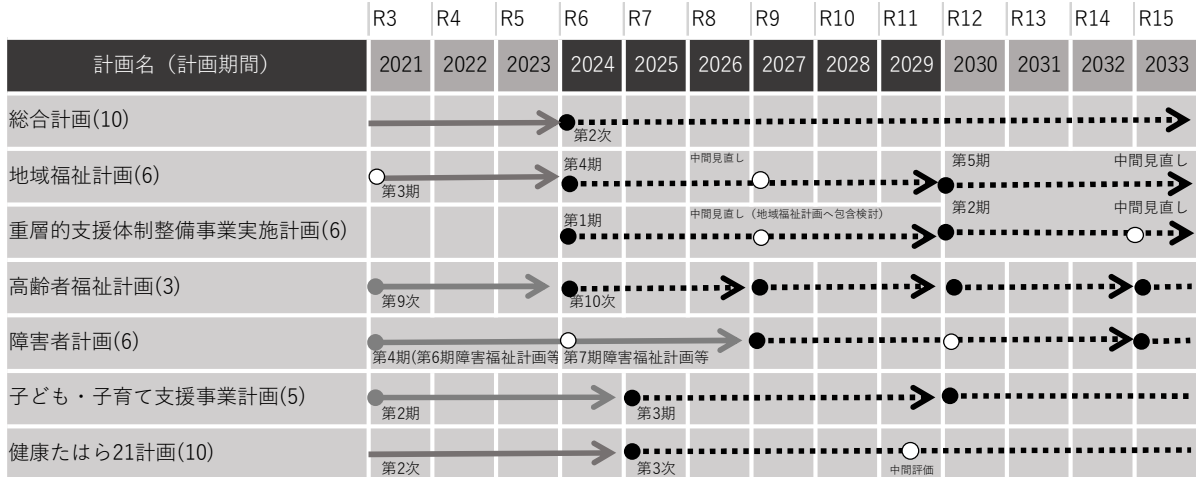 R3 R4 R5 R6 R7 R8 R9 R10 R11 R12 R13 R14 R15
計画名（計画期間） 2021 2022 2023 2024 2025 2026 2027 2028 2029 2030 2031 2032 2033
総合計画(10)
第2次
地域福祉計画(6)
第3期 第4期 中間見直し 第5期 中間見直し
重層的支援体制整備事業実施計画(6)
第1期 中間見直し（地域福祉計画へ包含検討） 第2期 中間見直し
高齢者福祉計画(3)
第9次 第10次
障害者計画(6)
第4期(第6期障害福祉計画等 第7期障害福祉計画等
子ども・子育て支援事業計画(5)
第2期 第3期
健康たはら21計画(10)
第2次 第3次 中間評価